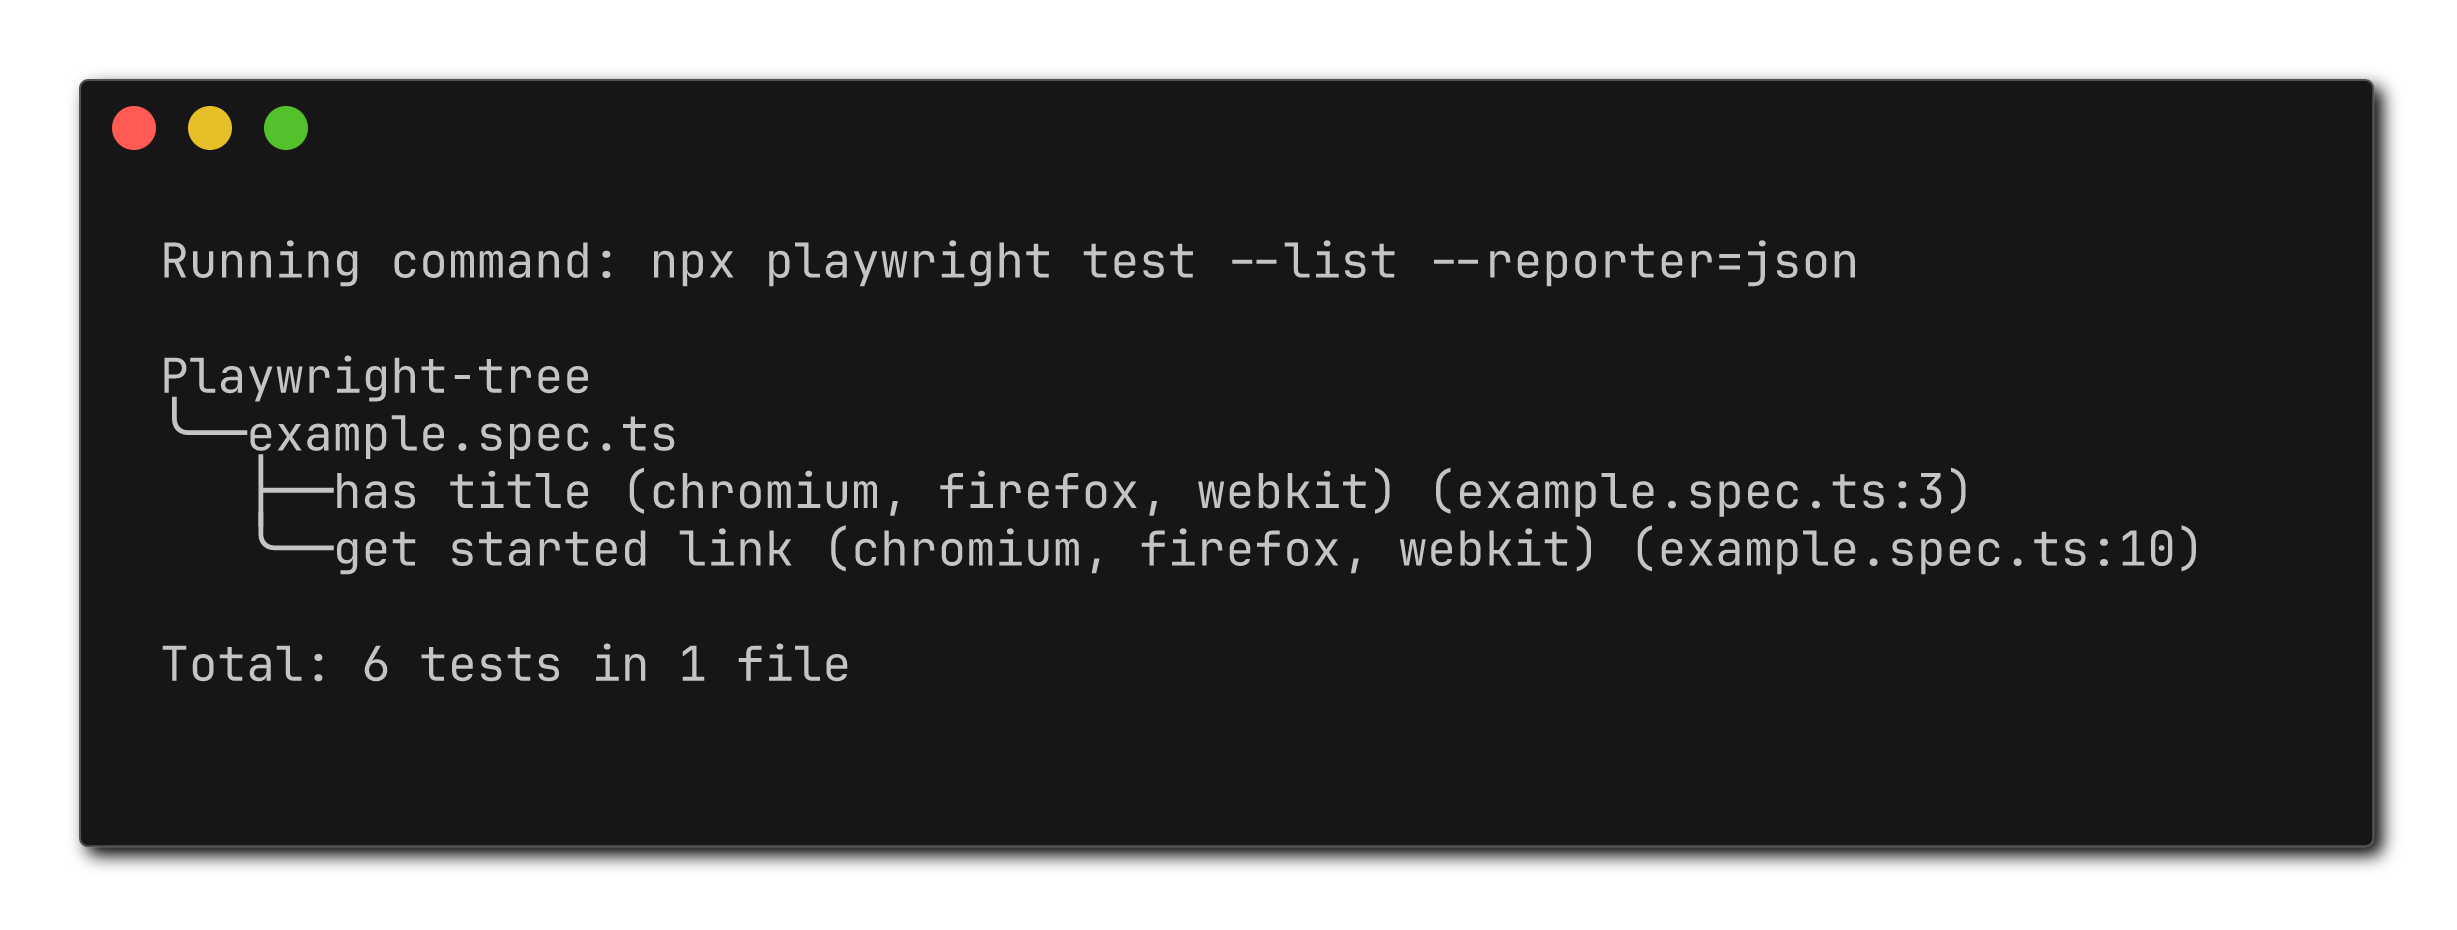 Running command: npx playwright test --list --reporter=json
Playwright-tree
╰──example.spec.ts
   ├──has title (chromium, firefox, webkit) (example.spec.ts:3)
   ╰──get started link (chromium, firefox, webkit) (example.spec.ts:10)
Total: 6 tests in 1 file